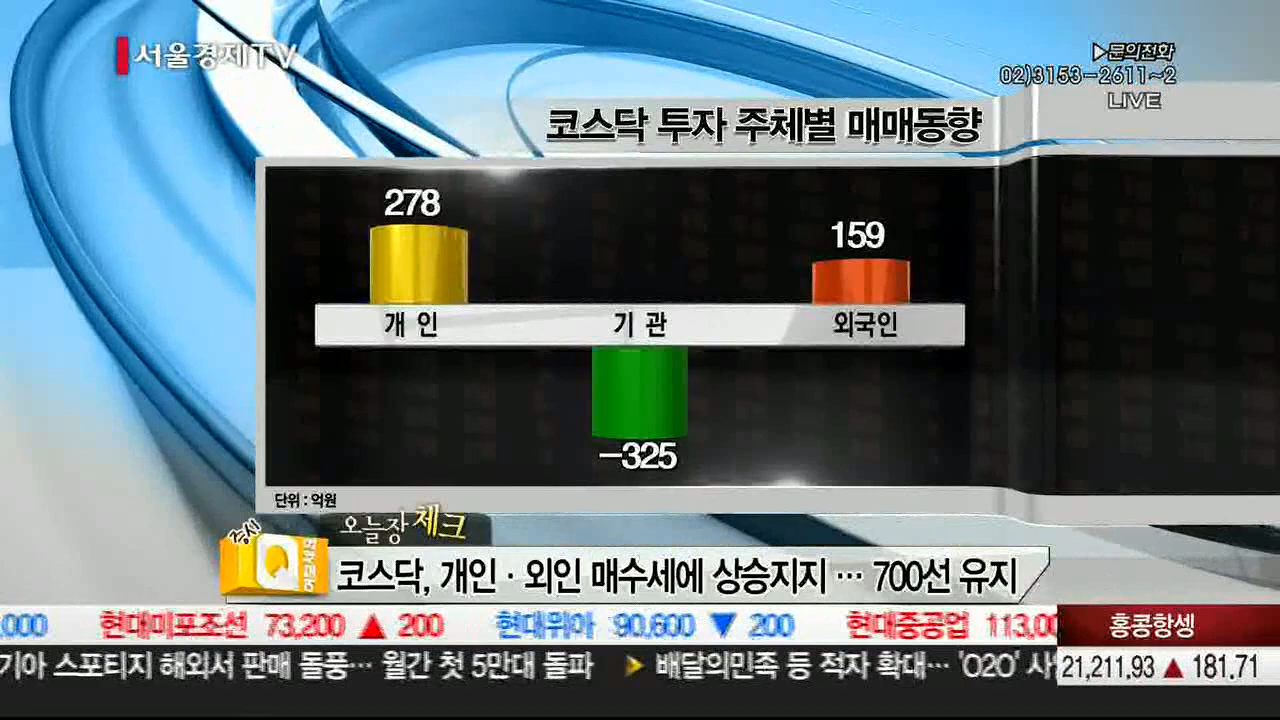 서울경제TV
▶문의전화
02)3153-2611~2
LIVE
코스닥 투자 주체별 매매동향
278
159
개 인
기 관
외국인
-325
단위 : 억원
증시
Q
오늘장 체크
코스닥, 개인 · 외인 매수세에 상승지지 … 700선 유지
,000 현대미포조선 73,200 ▲ 200 현대위아 90,600 ▼ 200 현대중공업 113,00
홍콩항셍
기아 스포티지 해외서 판매 돌풍… 월간 첫 5만대 돌파 ▶ 배달의민족 등 적자 확대… 'O2O' 사
21,211.93 ▲ 181.71